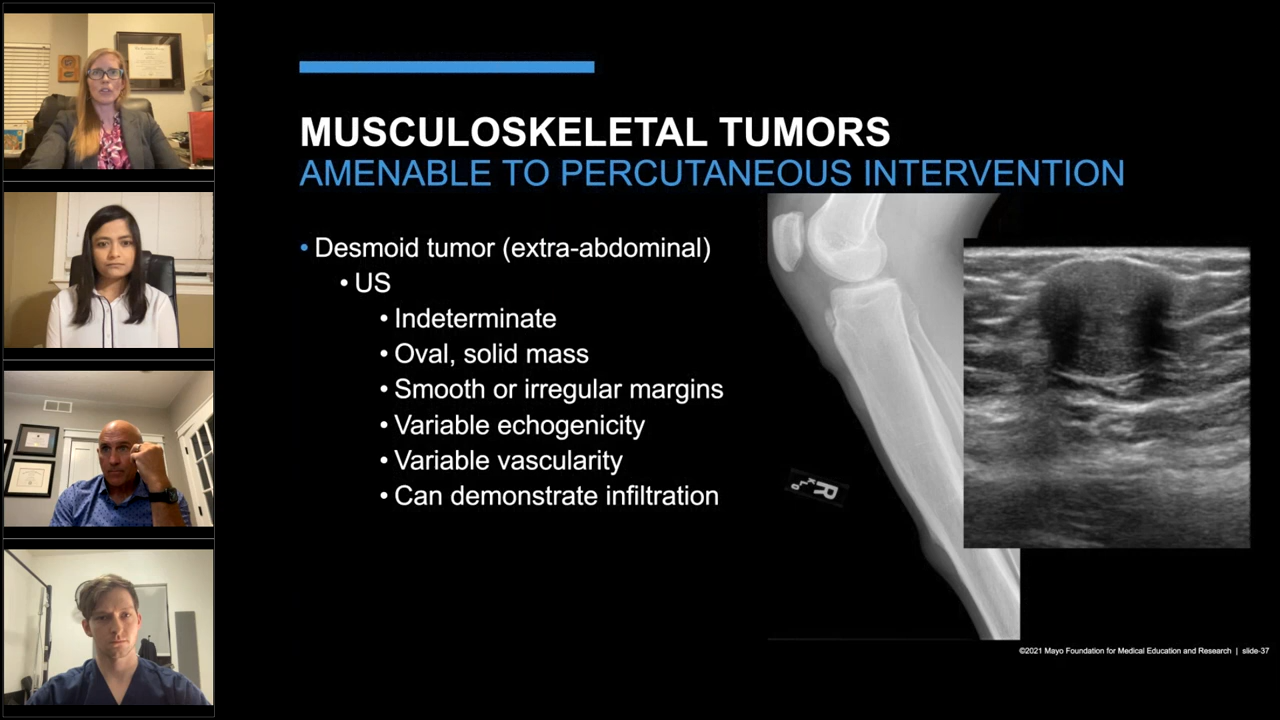 MUSCULOSKELETAL TUMORS
AMENABLE TO PERCUTANEOUS INTERVENTION
• Desmoid tumor (extra-abdominal)
• US
• Indeterminate
• Oval, solid mass
• Smooth or irregular margins
• Variable echogenicity
• Variable vascularity
• Can demonstrate infiltration
R
©2021 Mayo Foundation for Medical Education and Research | slide-37